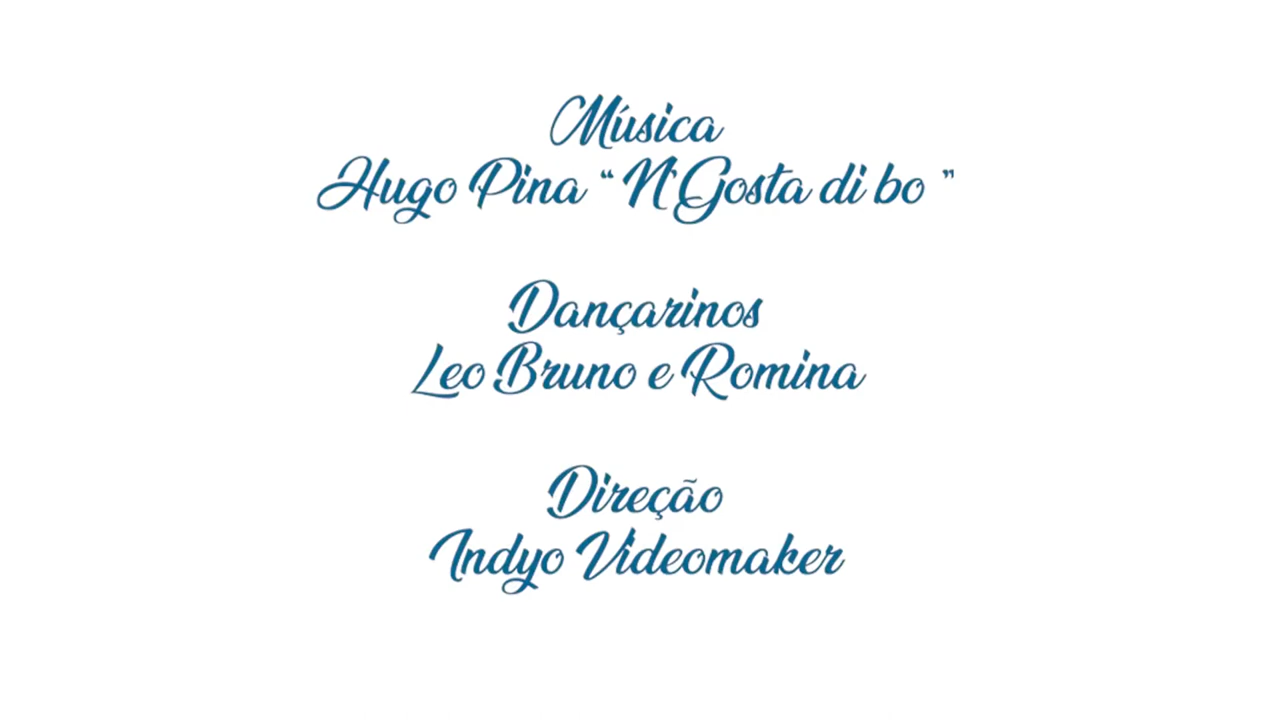 Música
Hugo Pina “ N'Gosta di bo ”
Dançarinos
Leo Bruno e Romina
Direção
Indyo Videomaker